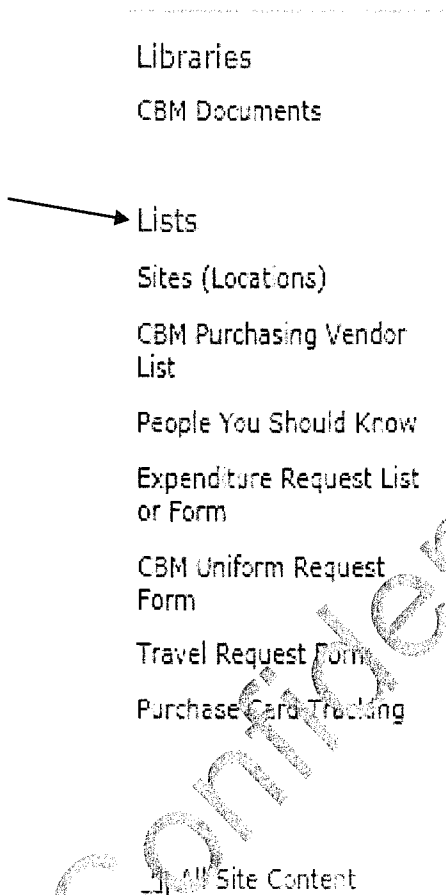 Libraries
CBM Documents
Lists
Sites (Locations)
CBM Purchasing Vendor
List
People You Should Know
Expenditure Request List
or Form
CBM Uniform Request
Form
Travel Request Form
Purchase Card Tracking
All Site Content
Confiden